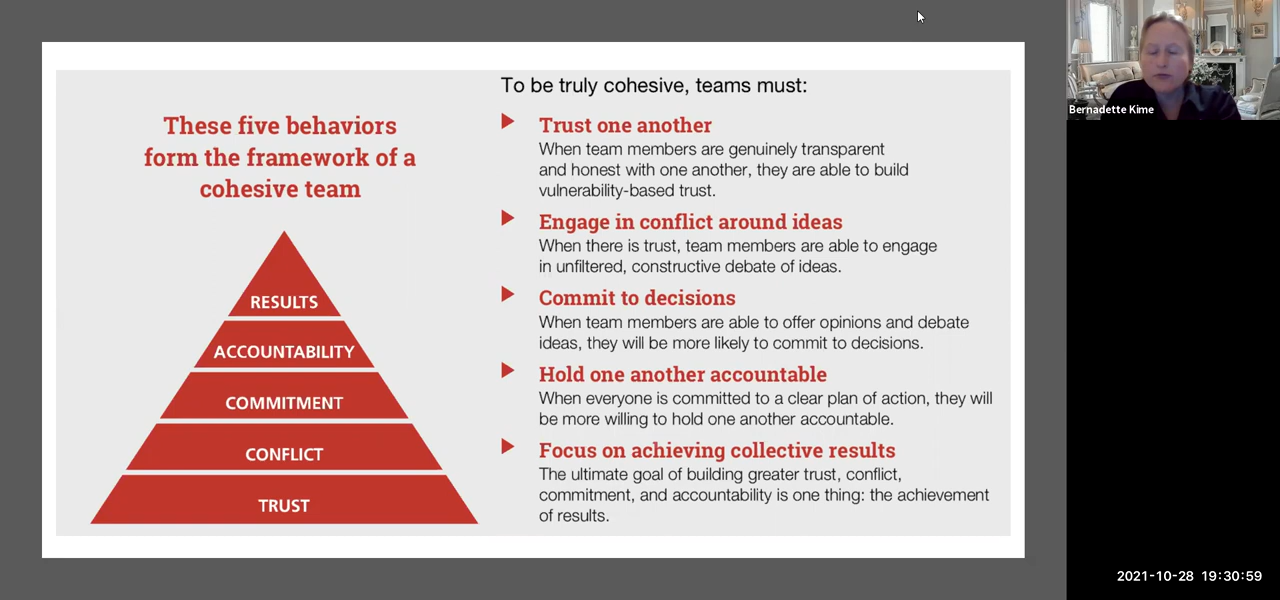 These five behaviors
form the framework of a
cohesive team
RESULTS
ACCOUNTABILITY
COMMITMENT
CONFLICT
TRUST
To be truly cohesive, teams must:
Trust one another
When team members are genuinely transparent
and honest with one another, they are able to build
vulnerability-based trust.
Engage in conflict around ideas
When there is trust, team members are able to engage
in unfiltered, constructive debate of ideas.
Commit to decisions
When team members are able to offer opinions and debate
ideas, they will be more likely to commit to decisions.
Hold one another accountable
When everyone is committed to a clear plan of action, they will
be more willing to hold one another accountable.
Focus on achieving collective results
The ultimate goal of building greater trust, conflict,
commitment, and accountability is one thing: the achievement
of results.
Bernadette Kime
2021-10-28 19:30:59